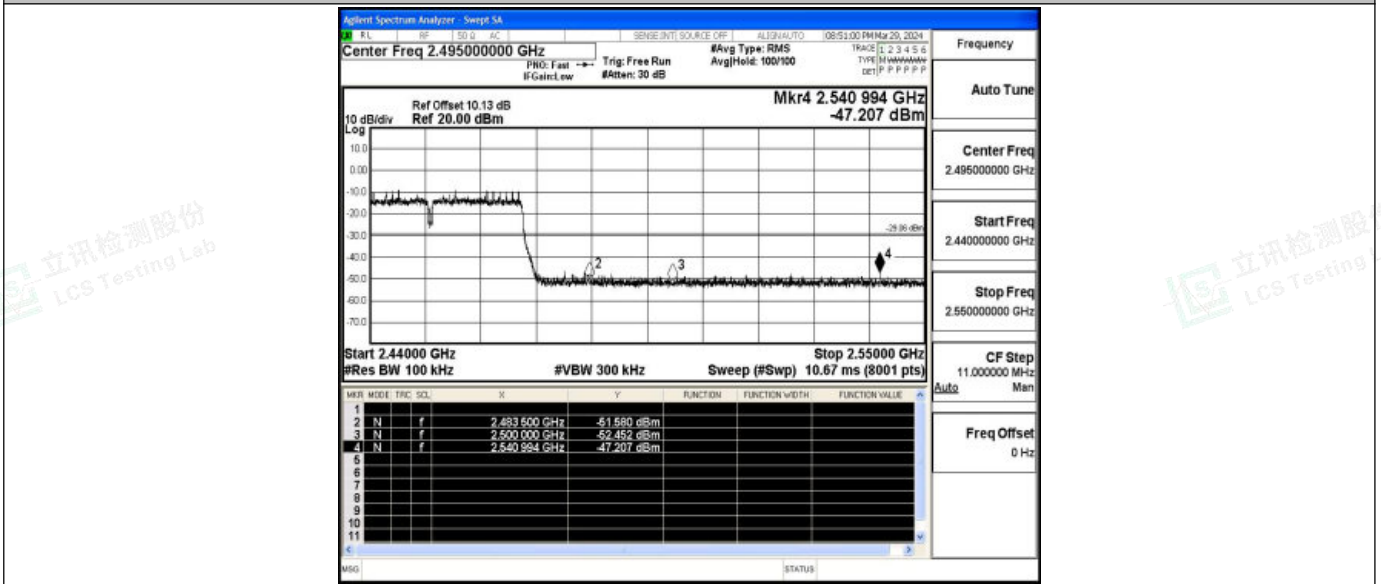 Agilent Spectrum Analyzer - Swept SA
RL RF 50 Ω AC SENSE:INT SOURCE OFF ALIGNAUTO 08:51:00 PM Mar 29, 2024
Center Freq 2.495000000 GHz
PNO: Fast
IFGain:Low
Trig: Free Run
#Atten: 30 dB
#Avg Type: RMS
Avg|Hold: 100/100
TRACE 1 2 3 4 5 6
TYPE M W W W W W
DET P P P P P P
Ref Offset 10.13 dB
Ref 20.00 dBm
10 dB/div
Log
Mkr4 2.540 994 GHz
-47.207 dBm
10.0
0.00
-10.0
-20.0
-30.0
-40.0
-50.0
-60.0
-70.0
-29.06 dBm
2
3
4
Start 2.44000 GHz
Stop 2.55000 GHz
#Res BW 100 kHz
#VBW 300 kHz
Sweep (#Swp) 10.67 ms (8001 pts)
MKR MODE TRC SCL X Y FUNCTION FUNCTION WIDTH FUNCTION VALUE
1
2 N f 2.483 500 GHz -51.580 dBm
3 N f 2.500 000 GHz -52.452 dBm
4 N f 2.540 994 GHz -47.207 dBm
5
6
7
8
9
10
11
MSG
STATUS
Frequency
Auto Tune
Center Freq
2.495000000 GHz
Start Freq
2.440000000 GHz
Stop Freq
2.550000000 GHz
CF Step
11.000000 MHz
Auto Man
Freq Offset
0 Hz
立讯检测股份
LCS Testing Lab
立讯检测股份
LCS Testing